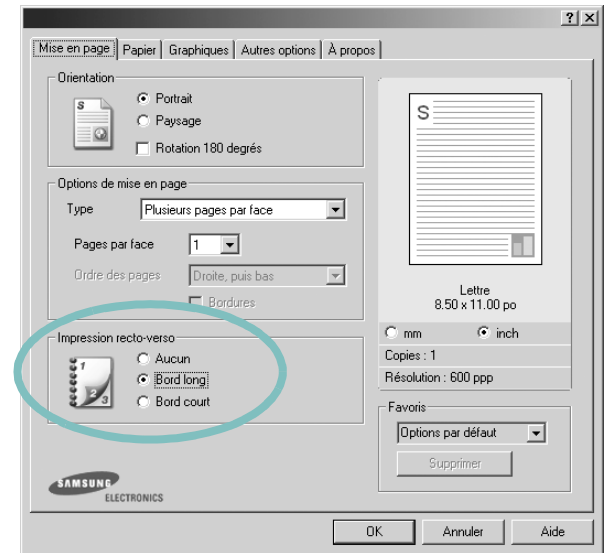 ? x
Mise en page Papier Graphiques Autres options À propos
Orientation
S
Portrait
Paysage
Rotation 180 degrés
Options de mise en page
Type Plusieurs pages par face
Pages par face 1
Ordre des pages Droite, puis bas
Bordures
Impression recto-verso
1
2 3
Aucun
Bord long
Bord court
SAMSUNG
ELECTRONICS
S
Lettre
8.50 x 11.00 po
mm inch
Copies : 1
Résolution : 600 ppp
Favoris
Options par défaut
Supprimer
OK Annuler Aide